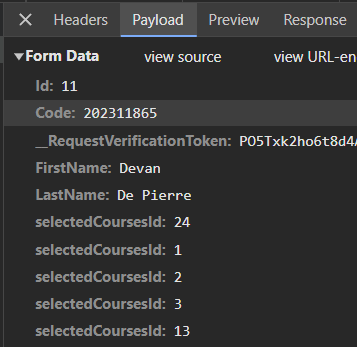 Headers Payload Preview Response
Form Data view source view URL-en
Id: 11
Code: 202311865
__RequestVerificationToken: PO5Txk2ho6t8d4
FirstName: Devan
LastName: De Pierre
selectedCoursesId: 24
selectedCoursesId: 1
selectedCoursesId: 2
selectedCoursesId: 3
selectedCoursesId: 13